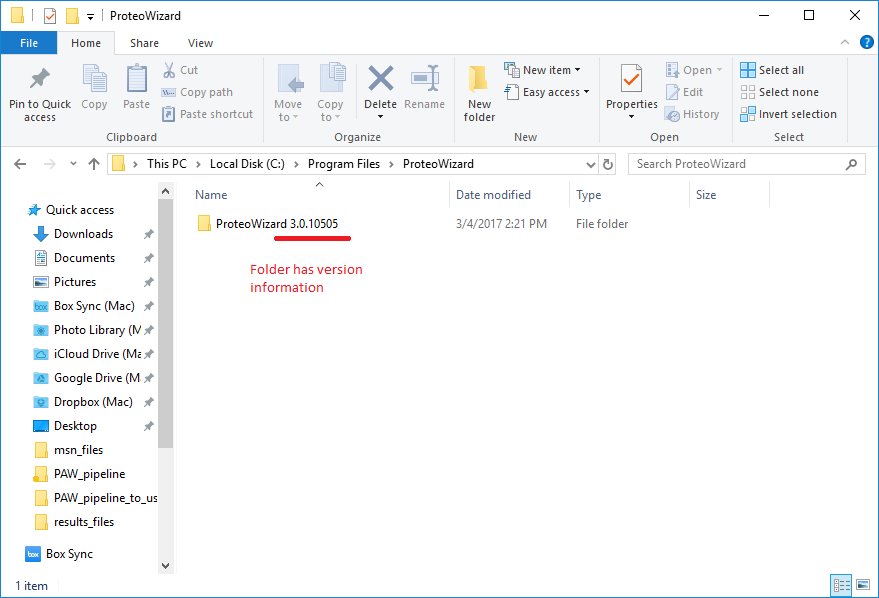 ProteoWizard
File Home Share View
Pin to Quick access
Copy
Paste
Cut
Copy path
Paste shortcut
Clipboard
Move to
Copy to
Delete
Rename
Organize
New folder
New item
Easy access
New
Properties
Open
Edit
History
Open
Select all
Select none
Invert selection
Select
This PC > Local Disk (C:) > Program Files > ProteoWizard
Search ProteoWizard
Name Date modified Type Size
ProteoWizard 3.0.10505 3/4/2017 2:21 PM File folder
Folder has version
information
Quick access
Downloads
Documents
Pictures
Box Sync (Mac)
Photo Library (M
iCloud Drive (Ma
Google Drive (M
Dropbox (Mac)
Desktop
msn_files
PAW_pipeline
PAW_pipeline_to_us
results_files
box Box Sync
1 item